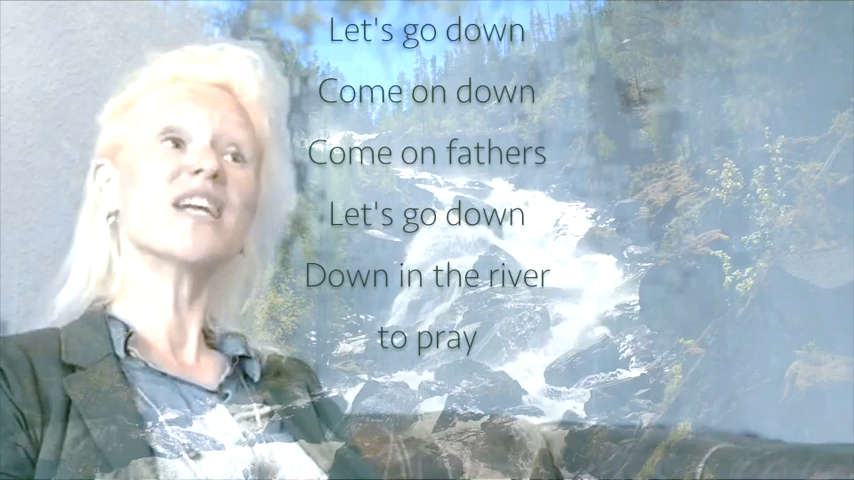 Let's go down
Come on down
Come on fathers
Let's go down
Down in the river
to pray